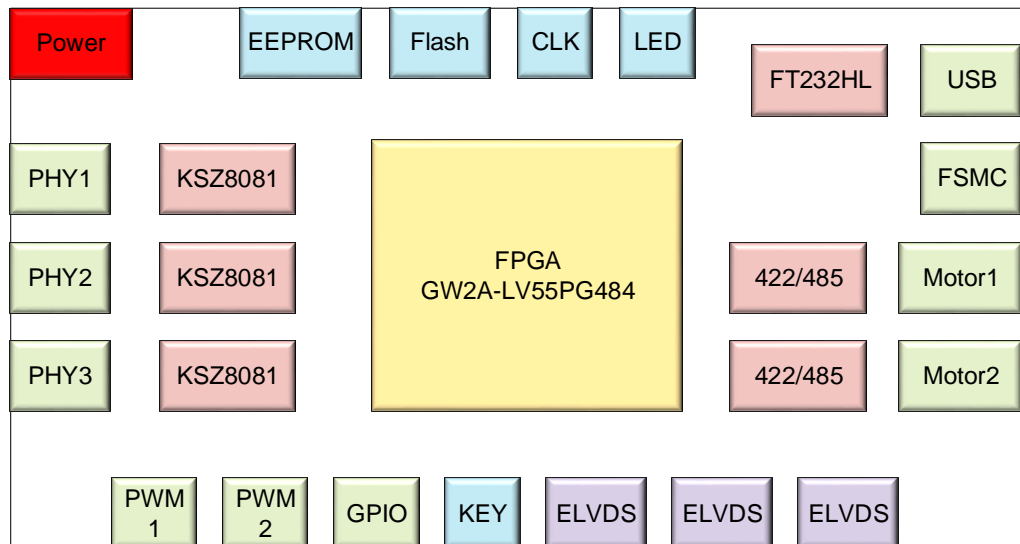 Power
EEPROM
Flash
CLK
LED
FT232HL
USB
PHY1
KSZ8081
FSMC
PHY2
KSZ8081
FPGA
GW2A-LV55PG484
422/485
Motor1
PHY3
KSZ8081
422/485
Motor2
PWM
1
PWM
2
GPIO
KEY
ELVDS
ELVDS
ELVDS